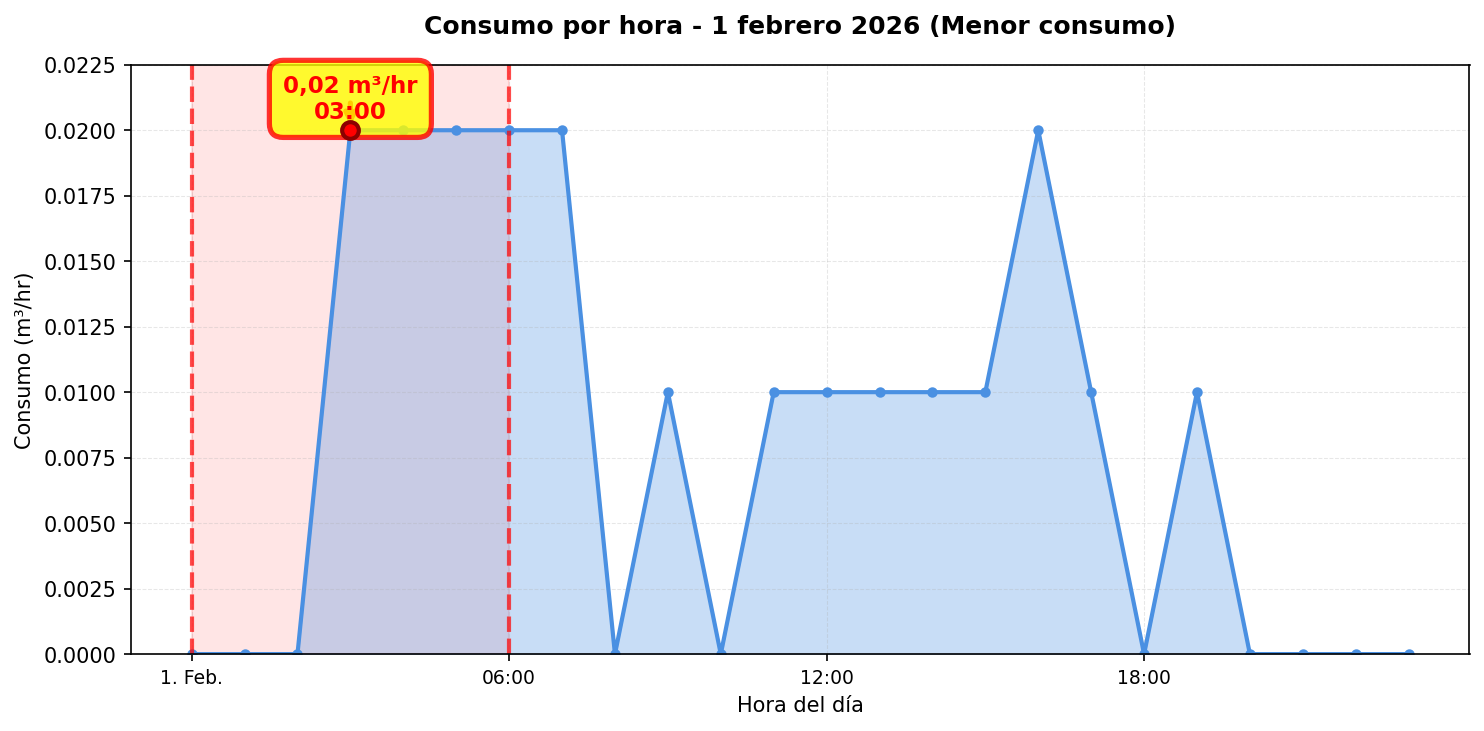 Consumo por hora - 1 febrero 2026 (Menor consumo)
0,02 m³/hr
03:00
Consumo (m³/hr)
0.0225
0.0200
0.0175
0.0150
0.0125
0.0100
0.0075
0.0050
0.0025
0.0000
1. Feb.
06:00
12:00
18:00
Hora del día